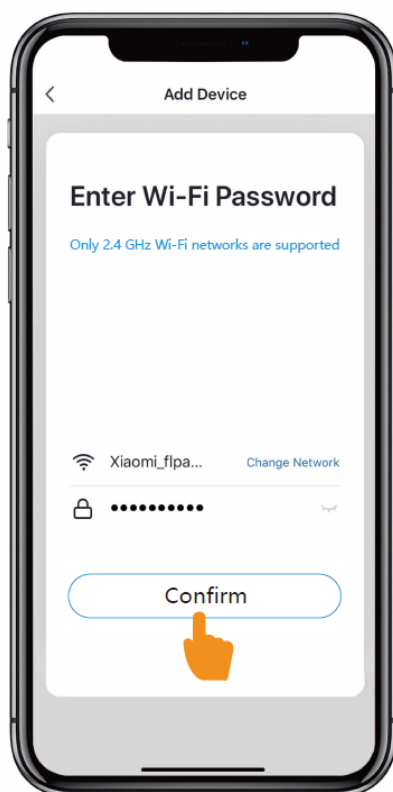 Add Device
Enter Wi-Fi Password
Only 2.4 GHz Wi-Fi networks are supported
Xiaomi_flpa... Change Network
••••••••••
Confirm